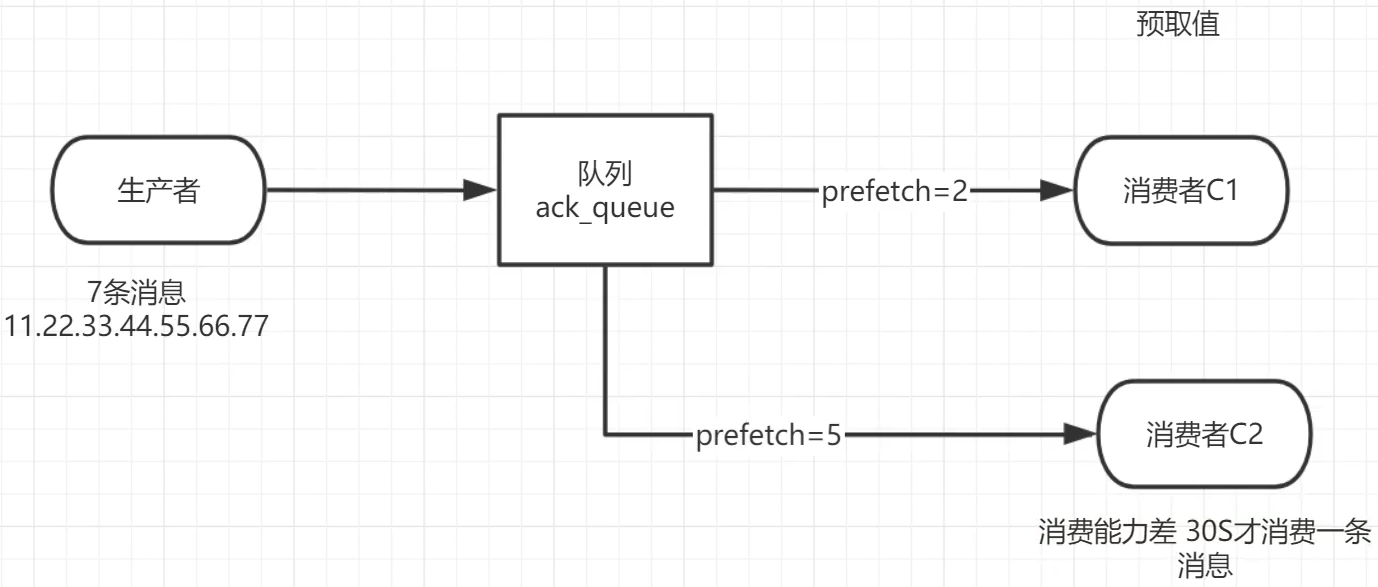 预取值
生产者
队列
ack_queue
prefetch=2
消费者C1
7条消息
11.22.33.44.55.66.77
prefetch=5
消费者C2
消费能力差 30S才消费一条
消息